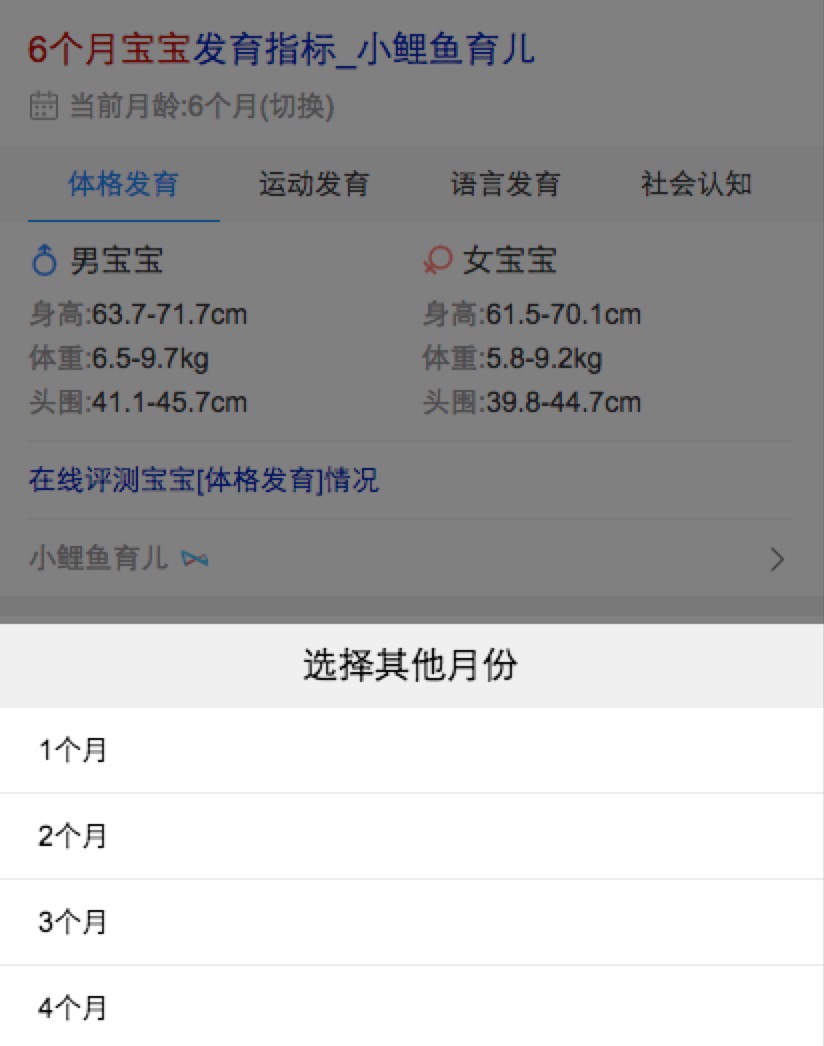 6个月宝宝发育指标_小鲤鱼育儿
当前月龄:6个月(切换)
体格发育 运动发育 语言发育 社会认知
男宝宝 女宝宝
身高:63.7-71.7cm 身高:61.5-70.1cm
体重:6.5-9.7kg 体重:5.8-9.2kg
头围:41.1-45.7cm 头围:39.8-44.7cm
在线评测宝宝[体格发育]情况
小鲤鱼育儿
选择其他月份
1个月
2个月
3个月
4个月